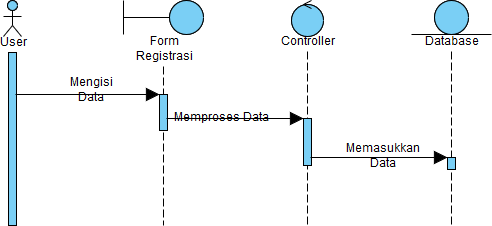 User
Form
Registrasi
Controller
Database
Mengisi
Data
Memproses Data
Memasukkan
Data